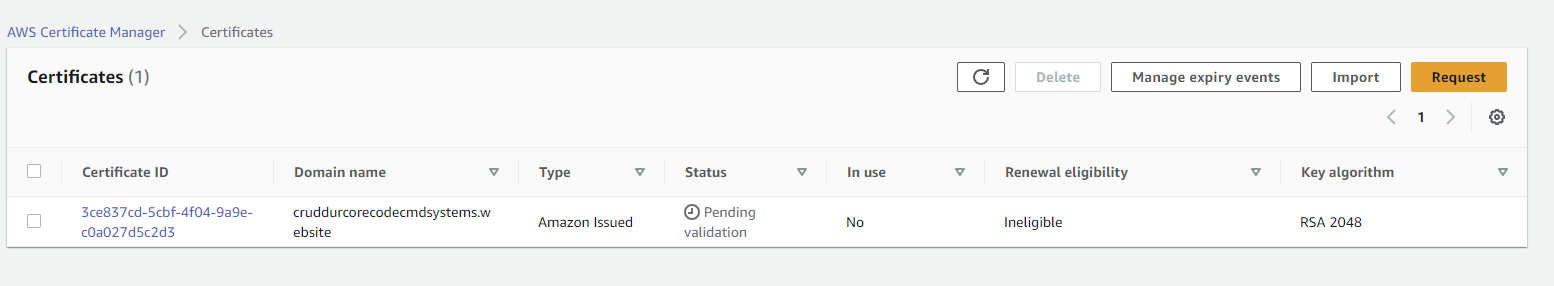 AWS Certificate Manager > Certificates
Certificates (1)
Delete
Manage expiry events
Import
Request
1
Certificate ID
Domain name
Type
Status
In use
Renewal eligibility
Key algorithm
3ce837cd-5cbf-4f04-9a9e-
c0a027d5c2d3
cruddurcorecodecmdsystems.w
ebsite
Amazon Issued
Pending
validation
No
Ineligible
RSA 2048